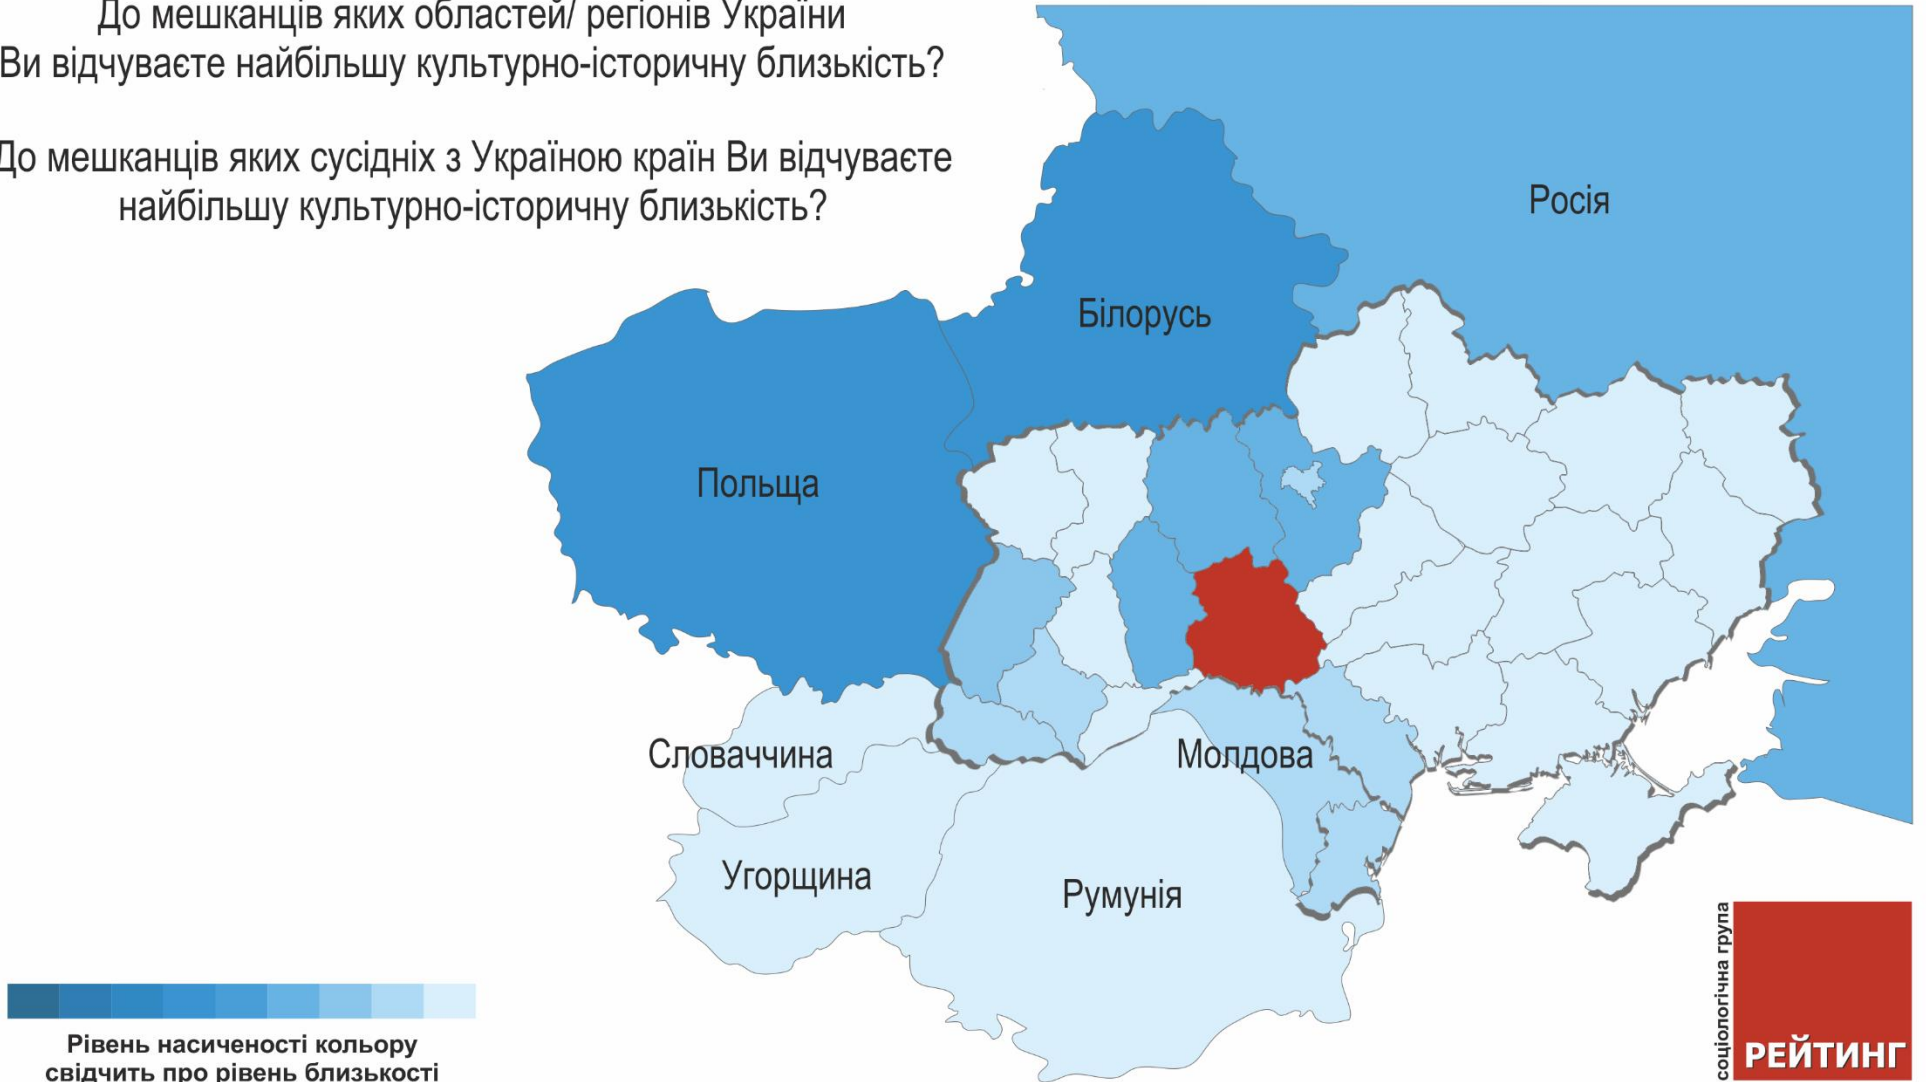 До мешканців яких областей/ регіонів України
Ви відчуваєте найбільшу культурно-історичну близькість?
До мешканців яких сусідніх з Україною країн Ви відчуваєте
найбільшу культурно-історичну близькість?
Росія
Білорусь
Польща
Словаччина
Молдова
Угорщина
Румунія
Рівень насиченості кольору
свідчить про рівень близькості
соціологічна група
РЕЙТИНГ